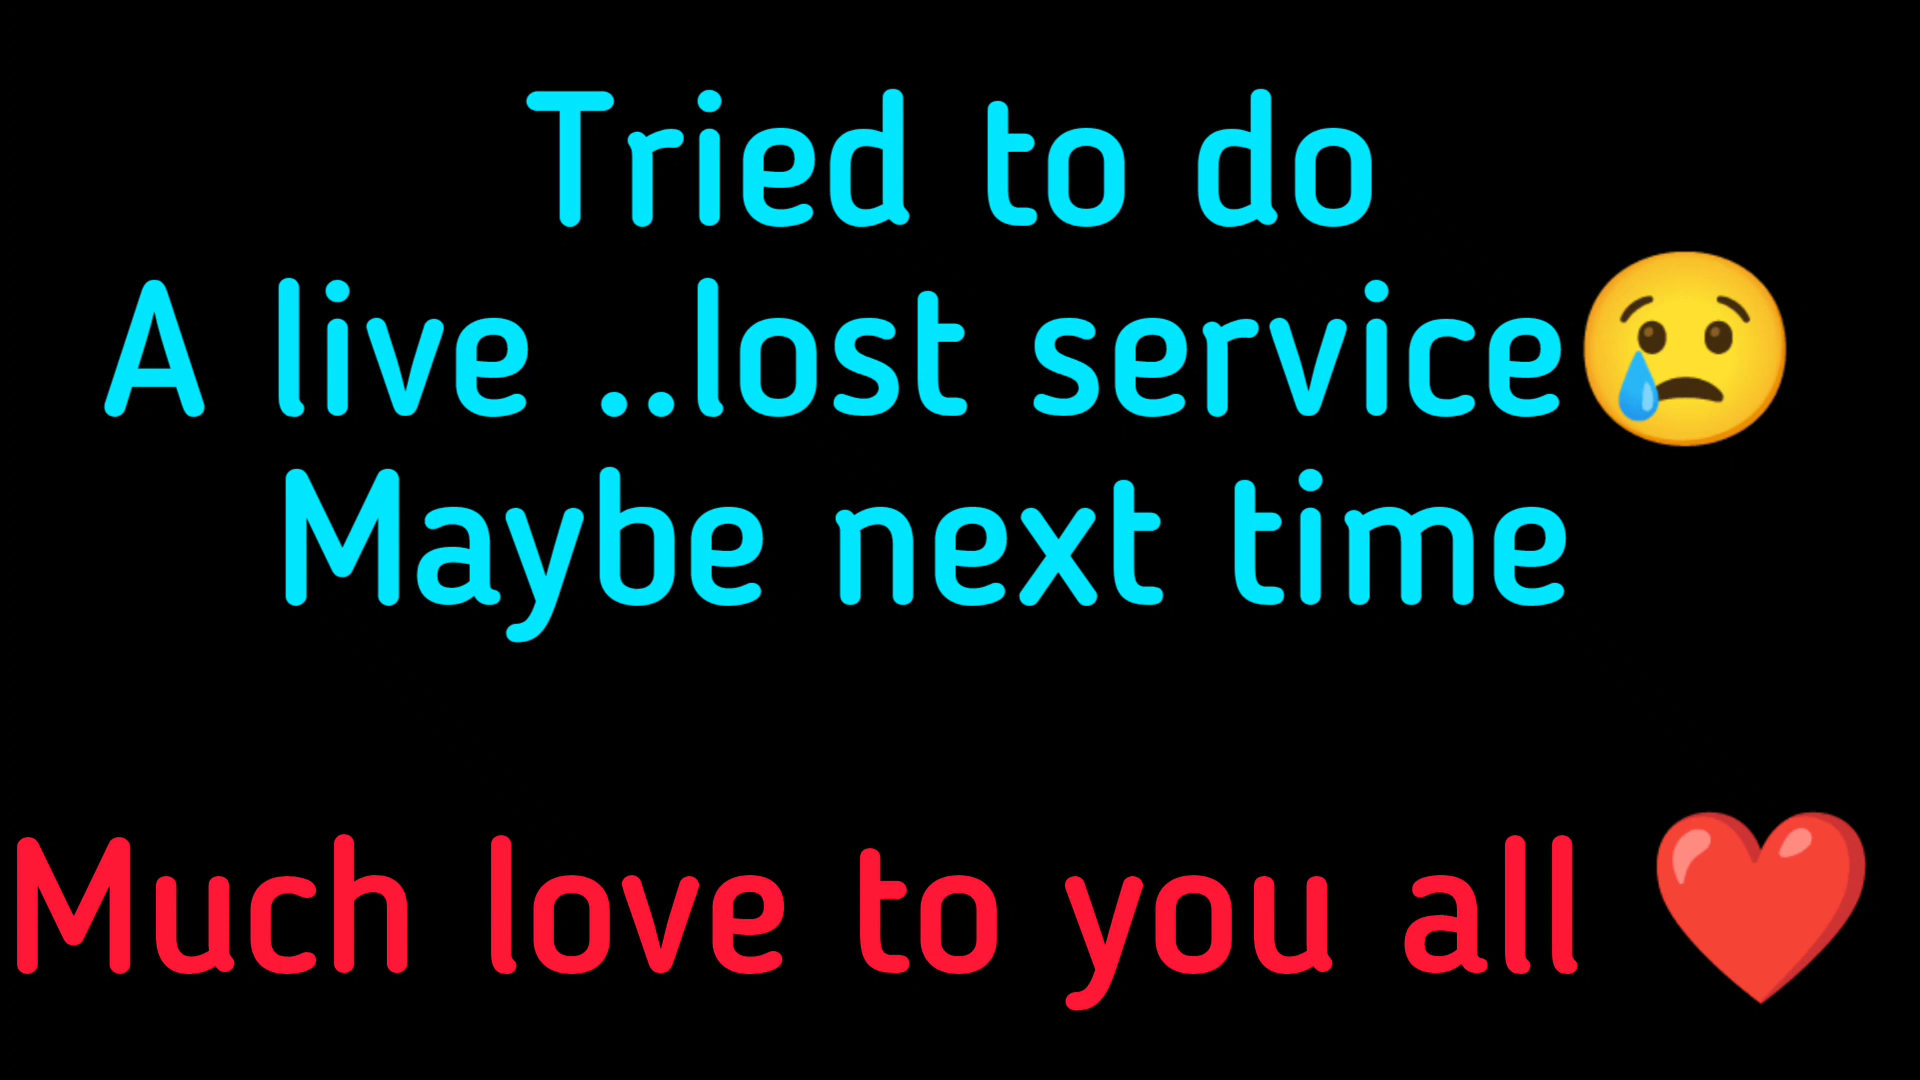 Tried to do
A live ..lost service😢
Maybe next time
Much love to you all ❤️